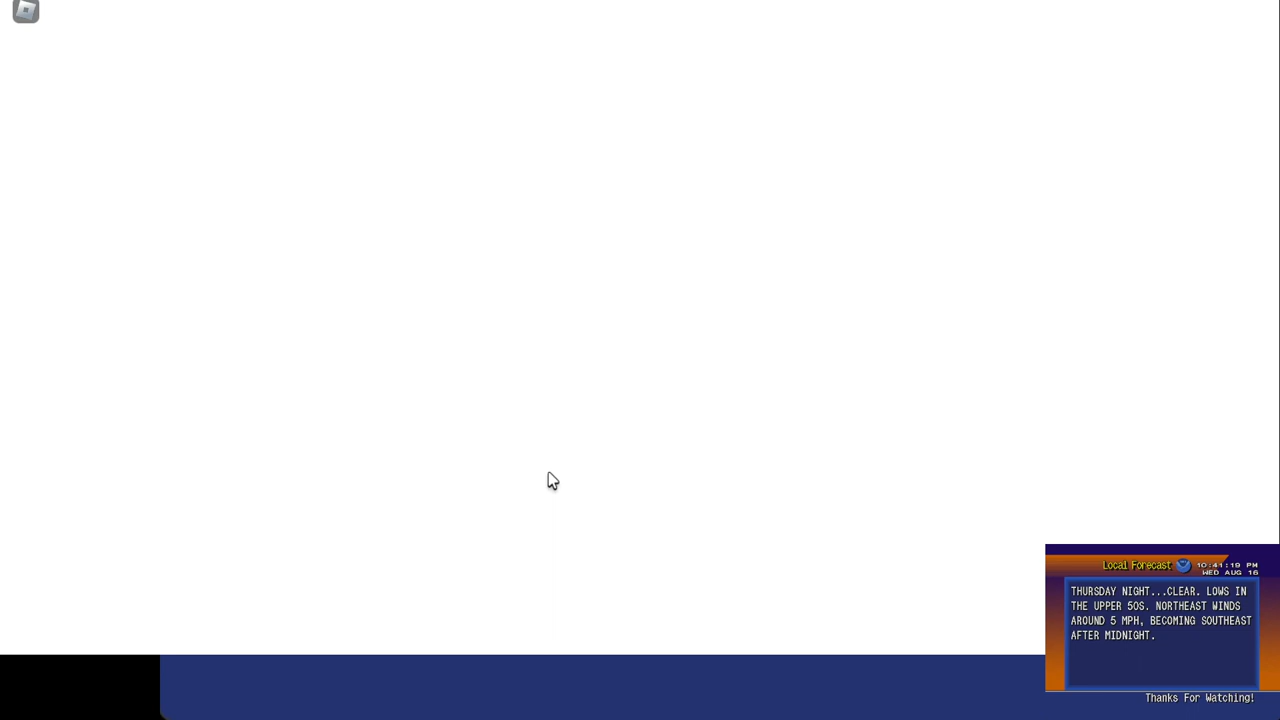 Local Forecast 10:41:19 PM
WED AUG 16
THURSDAY NIGHT...CLEAR. LOWS IN
THE UPPER 50S. NORTHEAST WINDS
AROUND 5 MPH, BECOMING SOUTHEAST
AFTER MIDNIGHT.
Thanks For Watching!